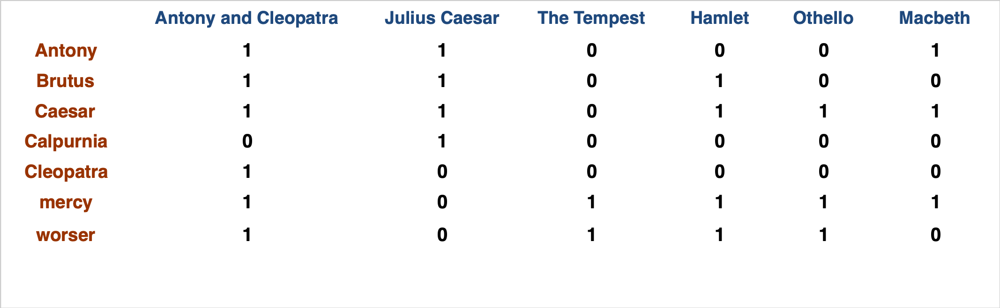 Antony and Cleopatra Julius Caesar The Tempest Hamlet Othello Macbeth
Antony 1 1 0 0 0 1
Brutus 1 1 0 1 0 0
Caesar 1 1 0 1 1 1
Calpurnia 0 1 0 0 0 0
Cleopatra 1 0 0 0 0 0
mercy 1 0 1 1 1 1
worser 1 0 1 1 1 0